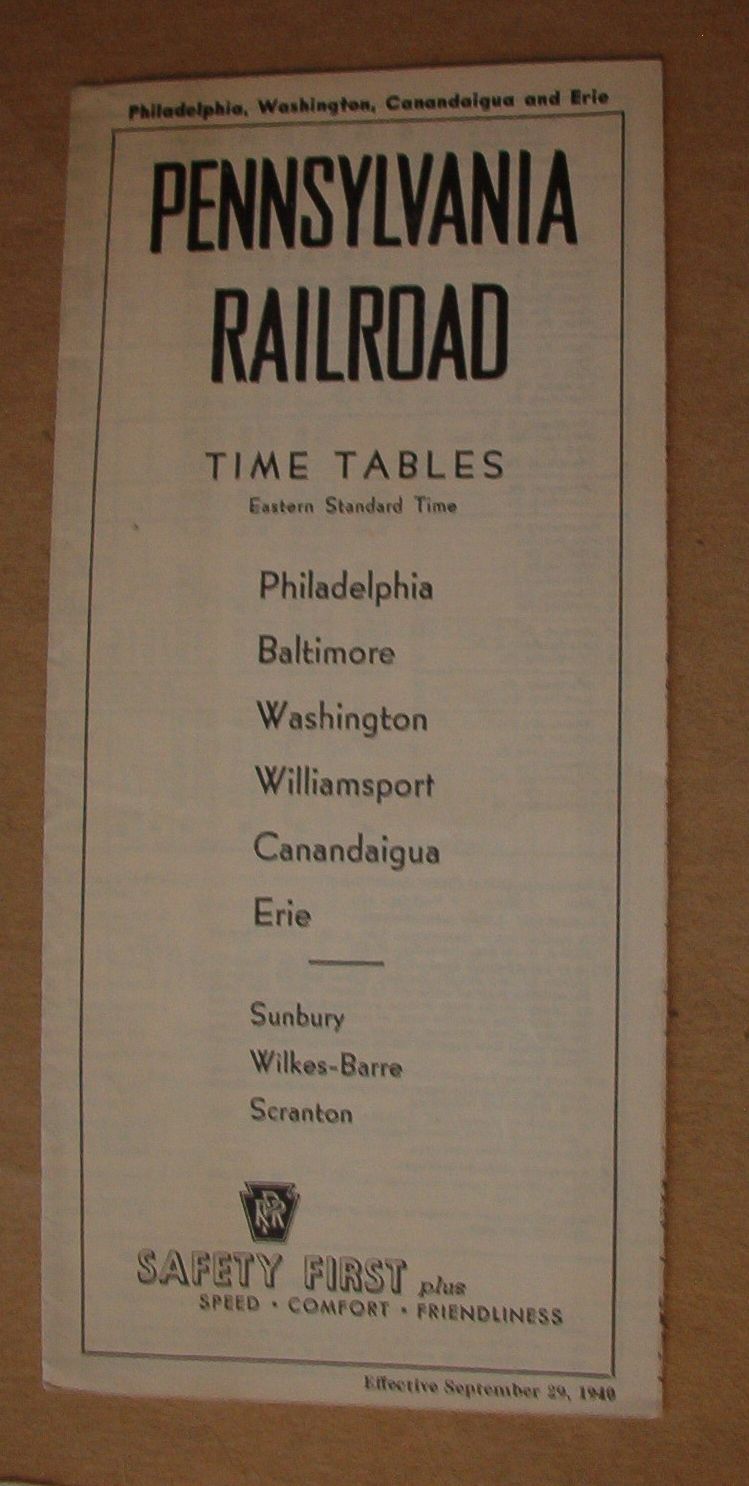 Philadelphia, Washington, Canandaigua and Erie
PENNSYLVANIA
RAILROAD
TIME TABLES
Eastern Standard Time
Philadelphia
Baltimore
Washington
Williamsport
Canandaigua
Erie
Sunbury
Wilkes-Barre
Scranton
PRR
SAFETY FIRST plus
SPEED · COMFORT · FRIENDLINESS
Effective September 29, 1940